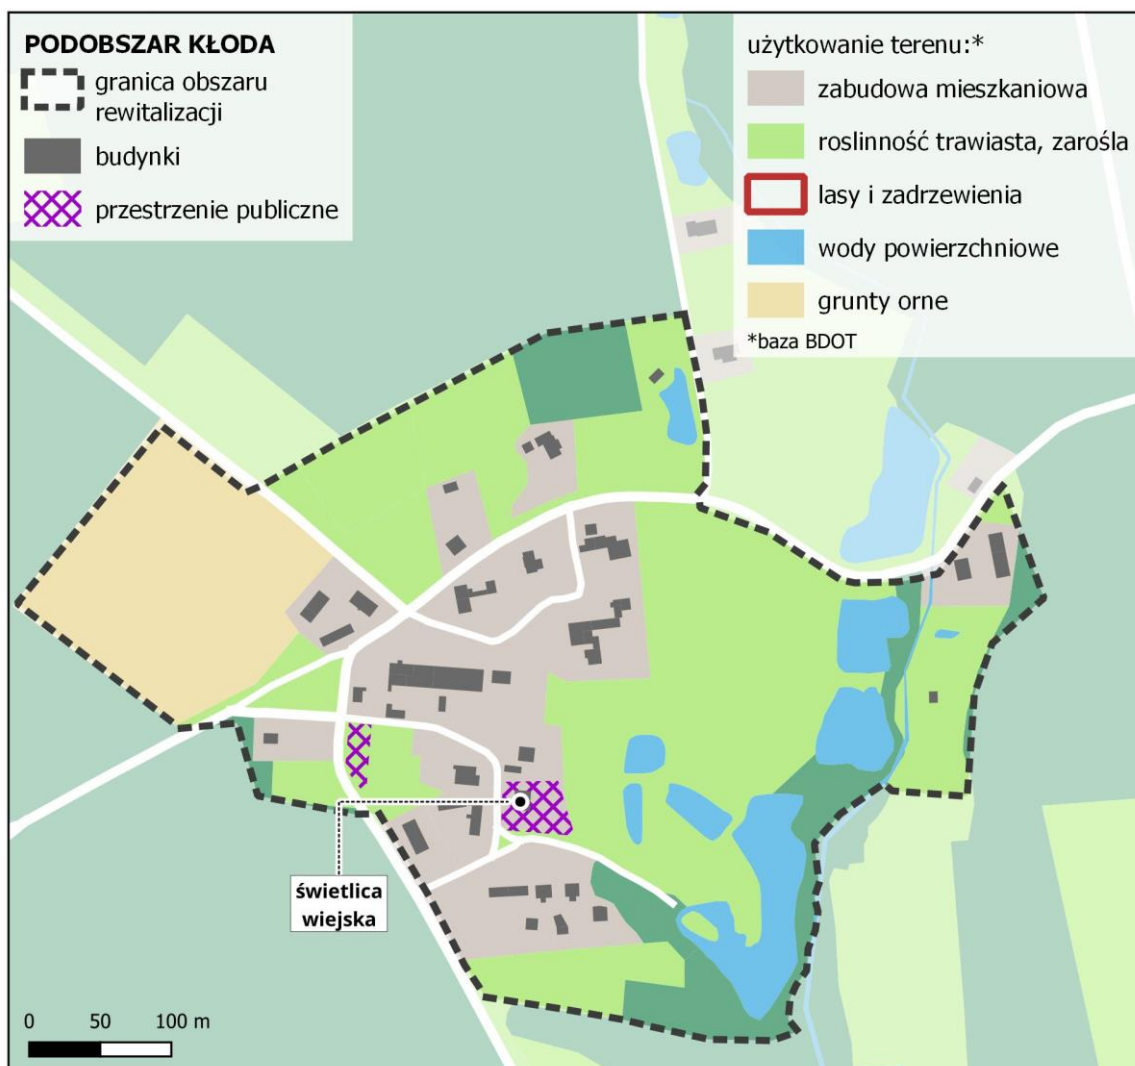 PODOBSZAR KŁODA
granica obszaru
rewitalizacji
budynki
przestrzenie publiczne
użytkowanie terenu:*
zabudowa mieszkaniowa
roslinność trawiasta, zarośla
lasy i zadrzewienia
wody powierzchniowe
grunty orne
*baza BDOT
świetlica
wiejska
0 50 100 m